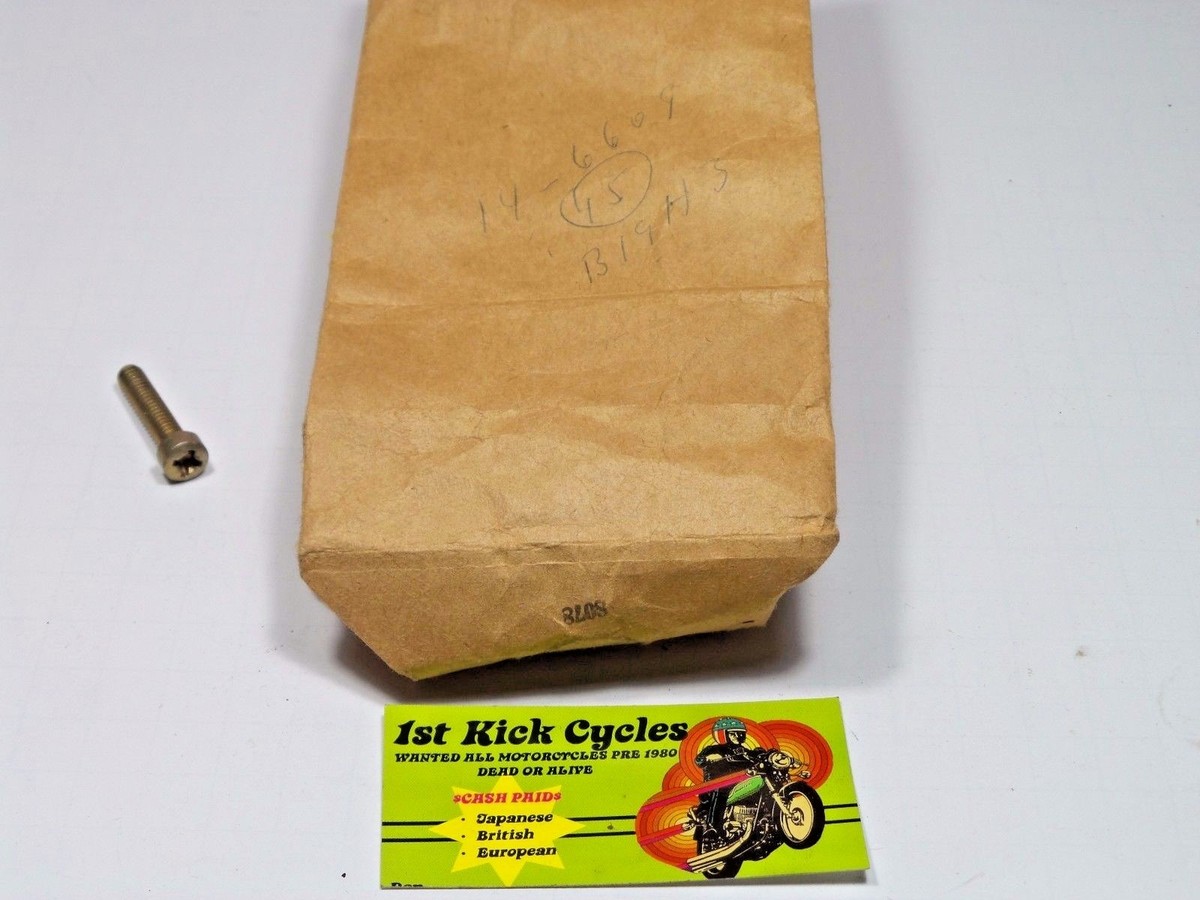 14-6609
45
B19H5
8078
1st Kick Cycles
WANTED ALL MOTORCYCLES PRE 1980
DEAD OR ALIVE
$CASH PAID$
· Japanese
· British
· European